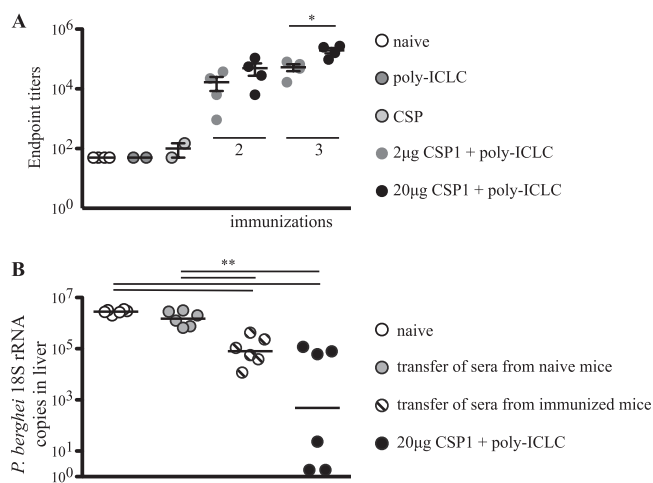 A
*
10^6
10^4
10^2
10^0
Endpoint titers
2
3
immunizations
naive
poly-ICLC
CSP
2μg CSP1 + poly-ICLC
20μg CSP1 + poly-ICLC
B
**
10^7
10^5
10^3
10^1
10^0
P. berghei 18S rRNA
copies in liver
naive
transfer of sera from naive mice
transfer of sera from immunized mice
20μg CSP1 + poly-ICLC